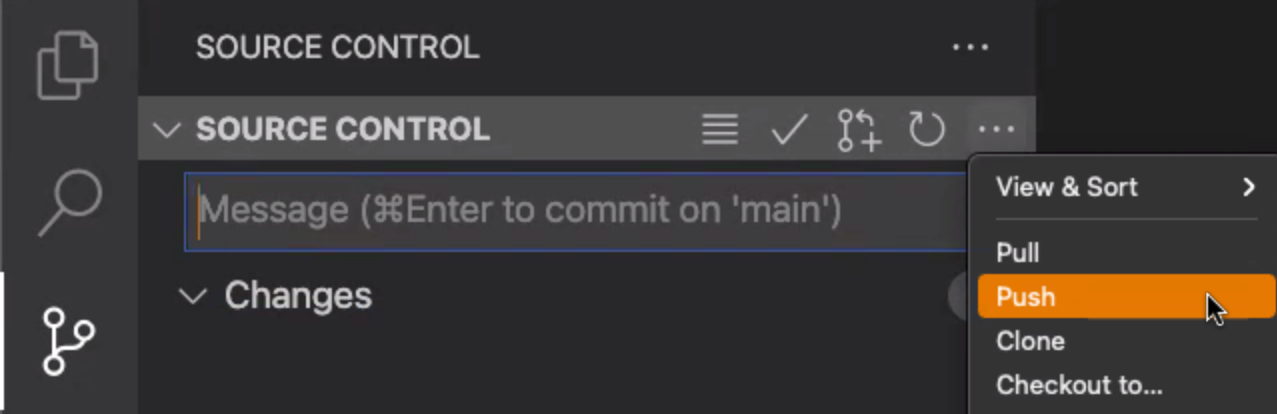 SOURCE CONTROL
SOURCE CONTROL
Message (⌘Enter to commit on 'main')
Changes
View & Sort
Pull
Push
Clone
Checkout to...